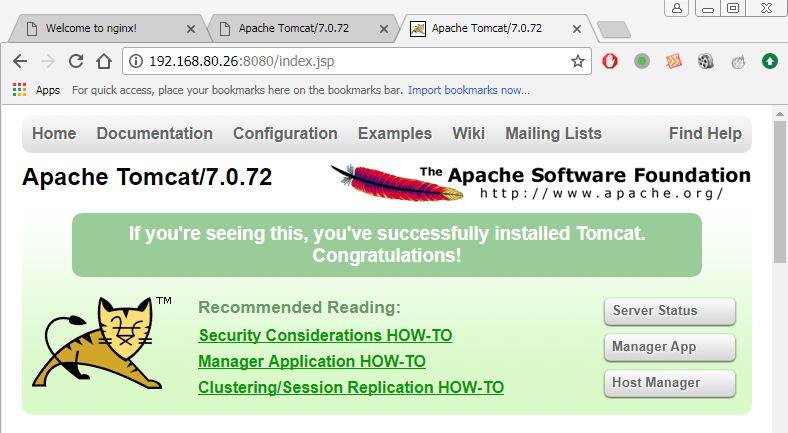 Welcome to nginx!
Apache Tomcat/7.0.72
Apache Tomcat/7.0.72
192.168.80.26:8080/index.jsp
Apps For quick access, place your bookmarks here on the bookmarks bar. Import bookmarks now...
Home Documentation Configuration Examples Wiki Mailing Lists Find Help
Apache Tomcat/7.0.72
The Apache Software Foundation
http://www.apache.org/
If you're seeing this, you've successfully installed Tomcat.
Congratulations!
TM
Recommended Reading:
Security Considerations HOW-TO
Manager Application HOW-TO
Clustering/Session Replication HOW-TO
Server Status
Manager App
Host Manager